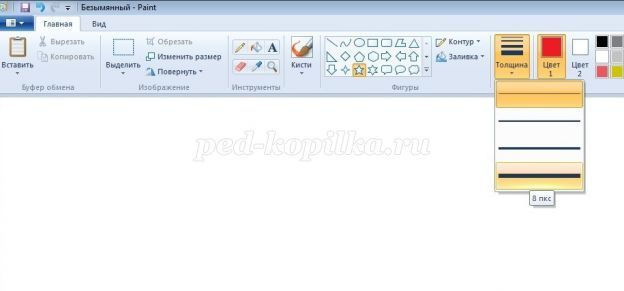 Безымянный - Paint
Главная
Вид
Вставить
Вырезать
Копировать
Буфер обмена
Выделить
Обрезать
Изменить размер
Повернуть
Изображение
A
Инструменты
Кисти
Фигуры
Контур
Заливка
Толщина
Цвет
1
Цвет
2
8 пкс
ped-kopilka.ru